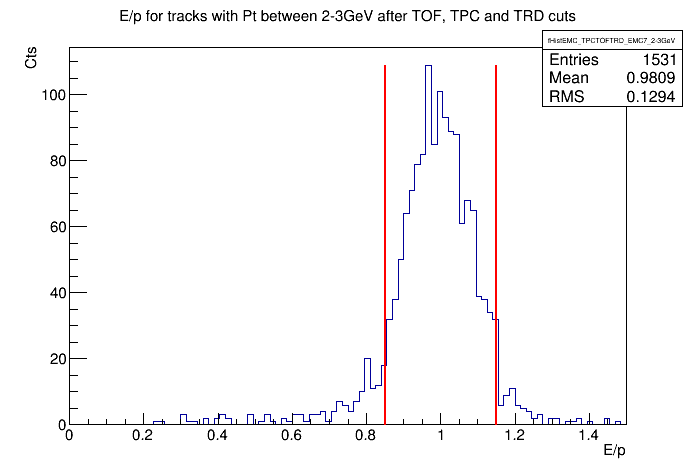 E/p for tracks with Pt between 2-3GeV after TOF, TPC and TRD cuts
fHistEMC_TPCTOFTRD_EMC7_2-3GeV
Entries 1531
Mean 0.9809
RMS 0.1294
Cts
100
80
60
40
20
0
0 0.2 0.4 0.6 0.8 1 1.2 1.4
E/p